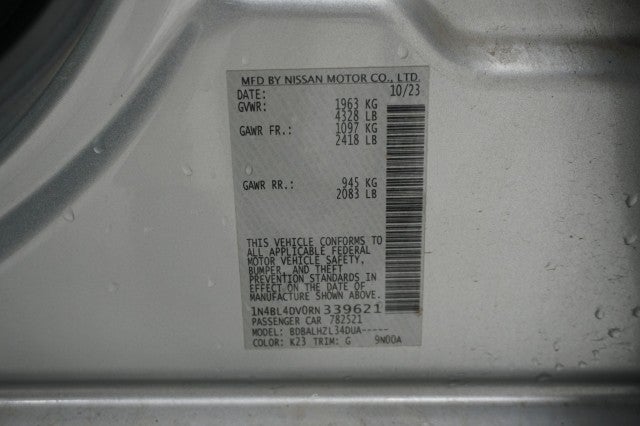 MFD BY NISSAN MOTOR CO., LTD.
DATE: 10/23
GVWR: 1963 KG
4328 LB
GAWR FR.: 1097 KG
2418 LB
GAWR RR.: 945 KG
2083 LB
THIS VEHICLE CONFORMS TO
ALL APPLICABLE FEDERAL
MOTOR VEHICLE SAFETY,
BUMPER, AND THEFT
PREVENTION STANDARDS IN
EFFECT ON THE DATE OF
MANUFACTURE SHOWN ABOVE.
1N4BL4DV0RN339621
PASSENGER CAR 782521
MODEL: BDBALHZL34DUA-----
COLOR: K23 TRIM: G 9N00A